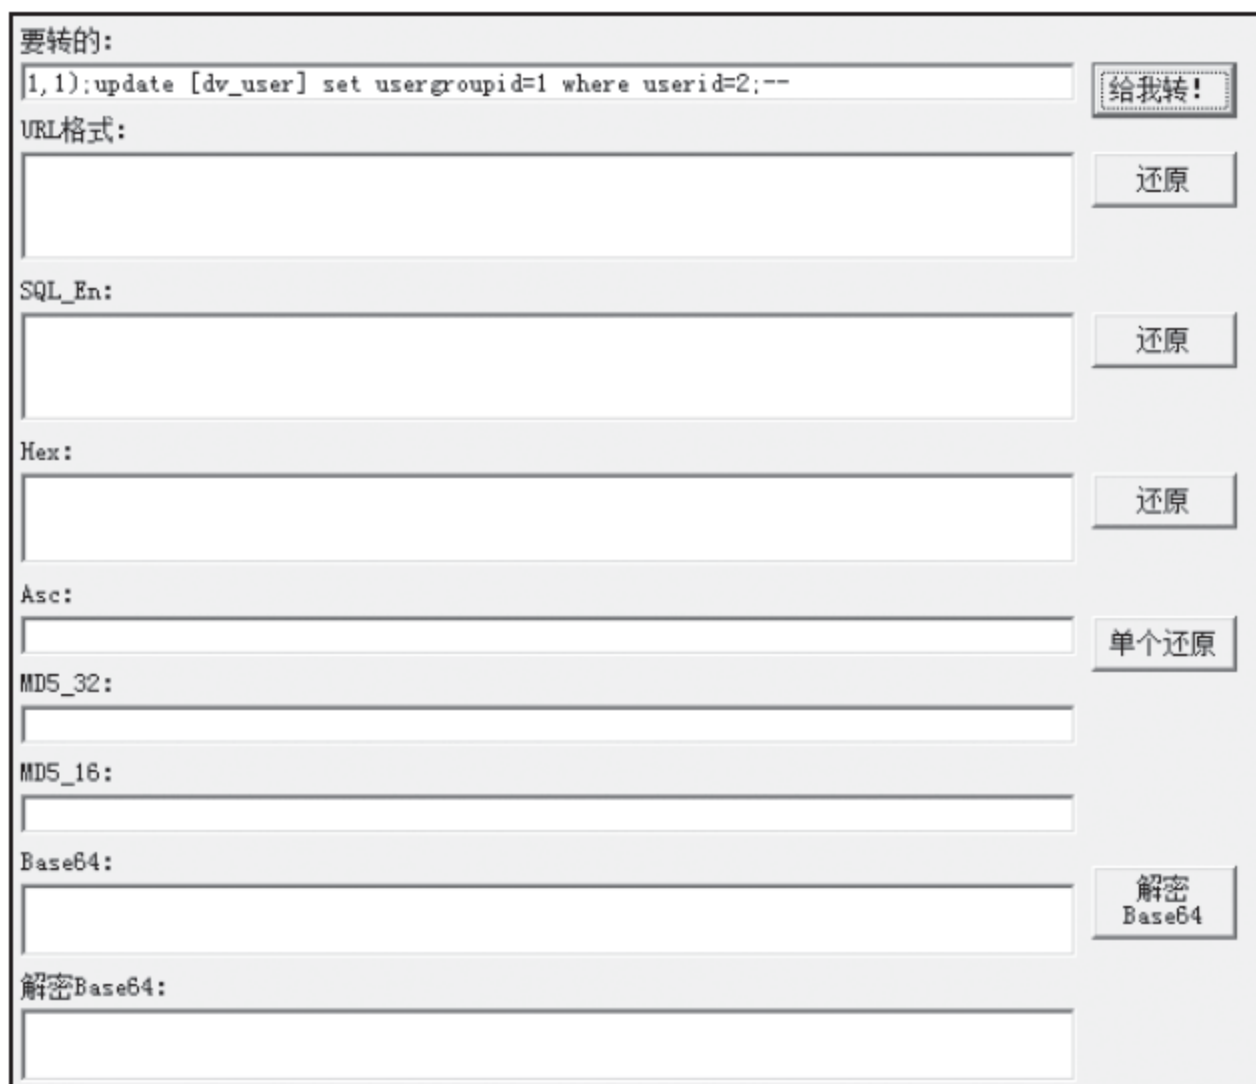 要转的:
1,1);update [dv_user] set usergroupid=1 where userid=2;--
给我转!
URL格式:
还原
SQL_En:
还原
Hex:
还原
Asc:
单个还原
MD5_32:
MD5_16:
Base64:
解密
Base64
解密Base64: